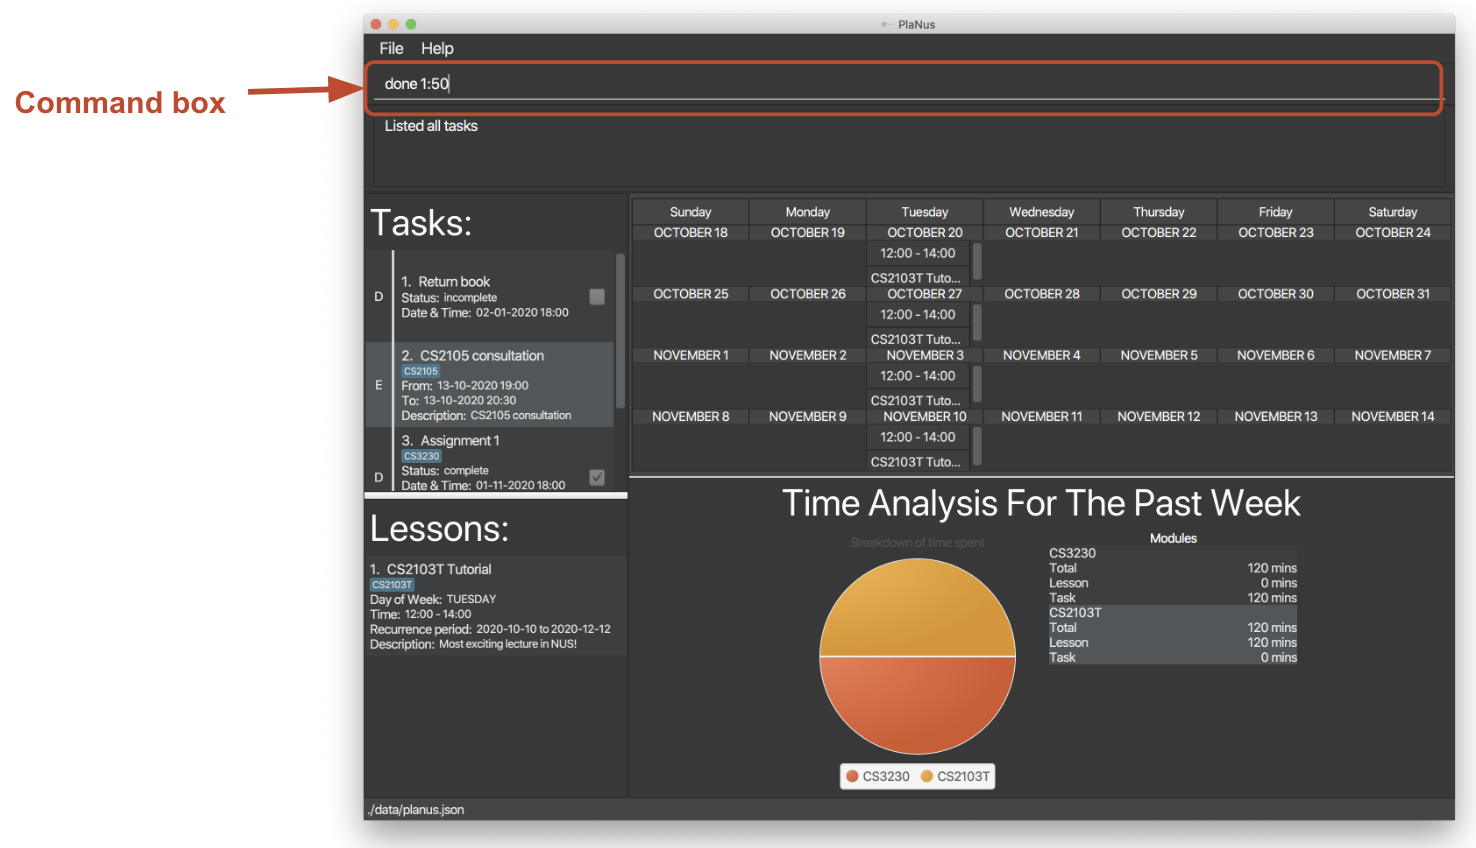 PlaNus
File Help
Command box
done 1:50
Listed all tasks
Tasks:
D
1. Return book
Status: incomplete
Date & Time: 02-01-2020 18:00
E
2. CS2105 consultation
CS2105
From: 13-10-2020 19:00
To: 13-10-2020 20:30
Description: CS2105 consultation
D
3. Assignment 1
CS3230
Status: complete
Date & Time: 01-11-2020 18:00
Lessons:
1. CS2103T Tutorial
CS2103T
Day of Week: TUESDAY
Time: 12:00 - 14:00
Recurrence period: 2020-10-10 to 2020-12-12
Description: Most exciting lecture in NUS!
Sunday Monday Tuesday Wednesday Thursday Friday Saturday
OCTOBER 18 OCTOBER 19 OCTOBER 20 OCTOBER 21 OCTOBER 22 OCTOBER 23 OCTOBER 24
12:00 - 14:00
CS2103T Tuto...
OCTOBER 25 OCTOBER 26 OCTOBER 27 OCTOBER 28 OCTOBER 29 OCTOBER 30 OCTOBER 31
12:00 - 14:00
CS2103T Tuto...
NOVEMBER 1 NOVEMBER 2 NOVEMBER 3 NOVEMBER 4 NOVEMBER 5 NOVEMBER 6 NOVEMBER 7
12:00 - 14:00
CS2103T Tuto...
NOVEMBER 8 NOVEMBER 9 NOVEMBER 10 NOVEMBER 11 NOVEMBER 12 NOVEMBER 13 NOVEMBER 14
12:00 - 14:00
CS2103T Tuto...
Time Analysis For The Past Week
Breakdown of time spent
CS3230 CS2103T
Modules
CS3230
Total 120 mins
Lesson 0 mins
Task 120 mins
CS2103T
Total 120 mins
Lesson 120 mins
Task 0 mins
./data/planus.json